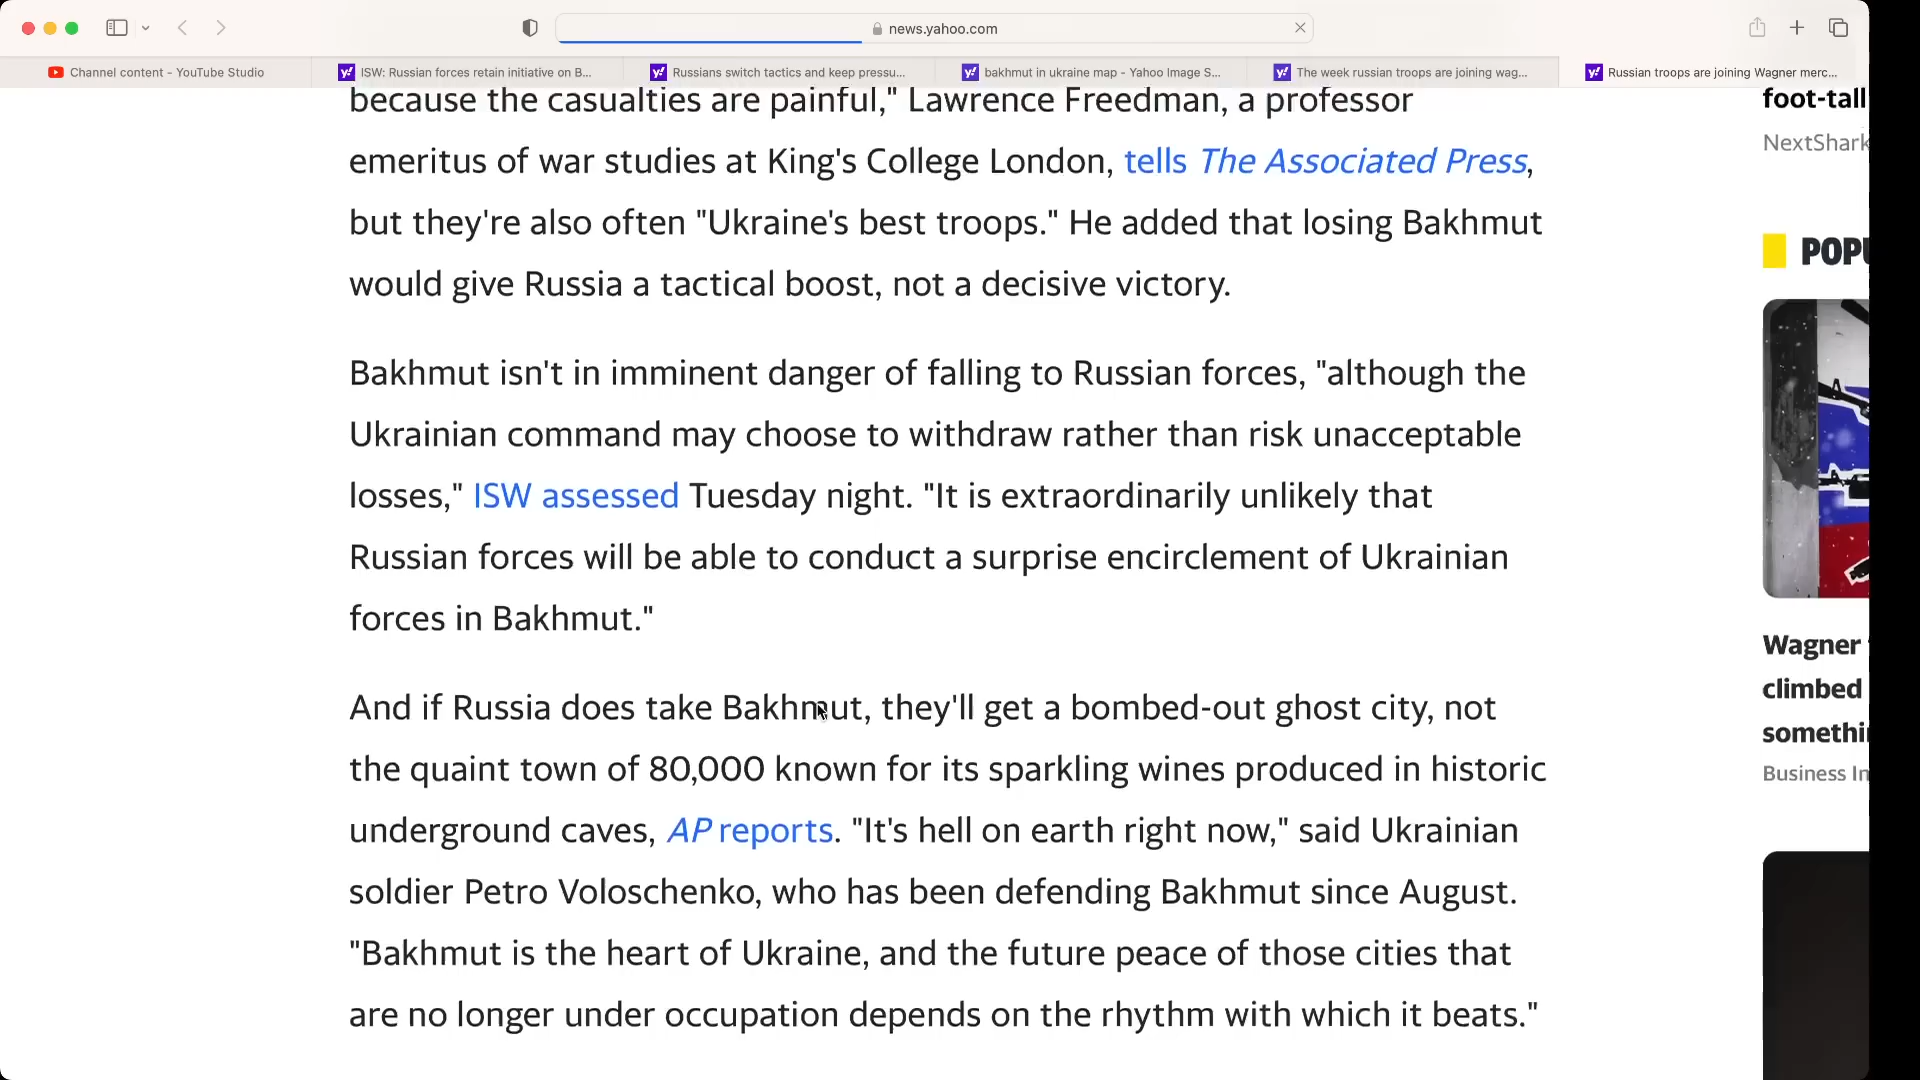 news.yahoo.com
Channel content - YouTube Studio
ISW: Russian forces retain initiative on B...
Russians switch tactics and keep pressu...
bakhmut in ukraine map - Yahoo Image S...
The week russian troops are joining wag...
Russian troops are joining Wagner merc...
because the casualties are painful," Lawrence Freedman, a professor
emeritus of war studies at King's College London, tells The Associated Press,
but they're also often "Ukraine's best troops." He added that losing Bakhmut
would give Russia a tactical boost, not a decisive victory.
Bakhmut isn't in imminent danger of falling to Russian forces, "although the
Ukrainian command may choose to withdraw rather than risk unacceptable
losses," ISW assessed Tuesday night. "It is extraordinarily unlikely that
Russian forces will be able to conduct a surprise encirclement of Ukrainian
forces in Bakhmut."
And if Russia does take Bakhmut, they'll get a bombed-out ghost city, not
the quaint town of 80,000 known for its sparkling wines produced in historic
underground caves, AP reports. "It's hell on earth right now," said Ukrainian
soldier Petro Voloschenko, who has been defending Bakhmut since August.
"Bakhmut is the heart of Ukraine, and the future peace of those cities that
are no longer under occupation depends on the rhythm with which it beats."
foot-tall
NextShark
POPU
Wagner
climbed
somethi
Business In